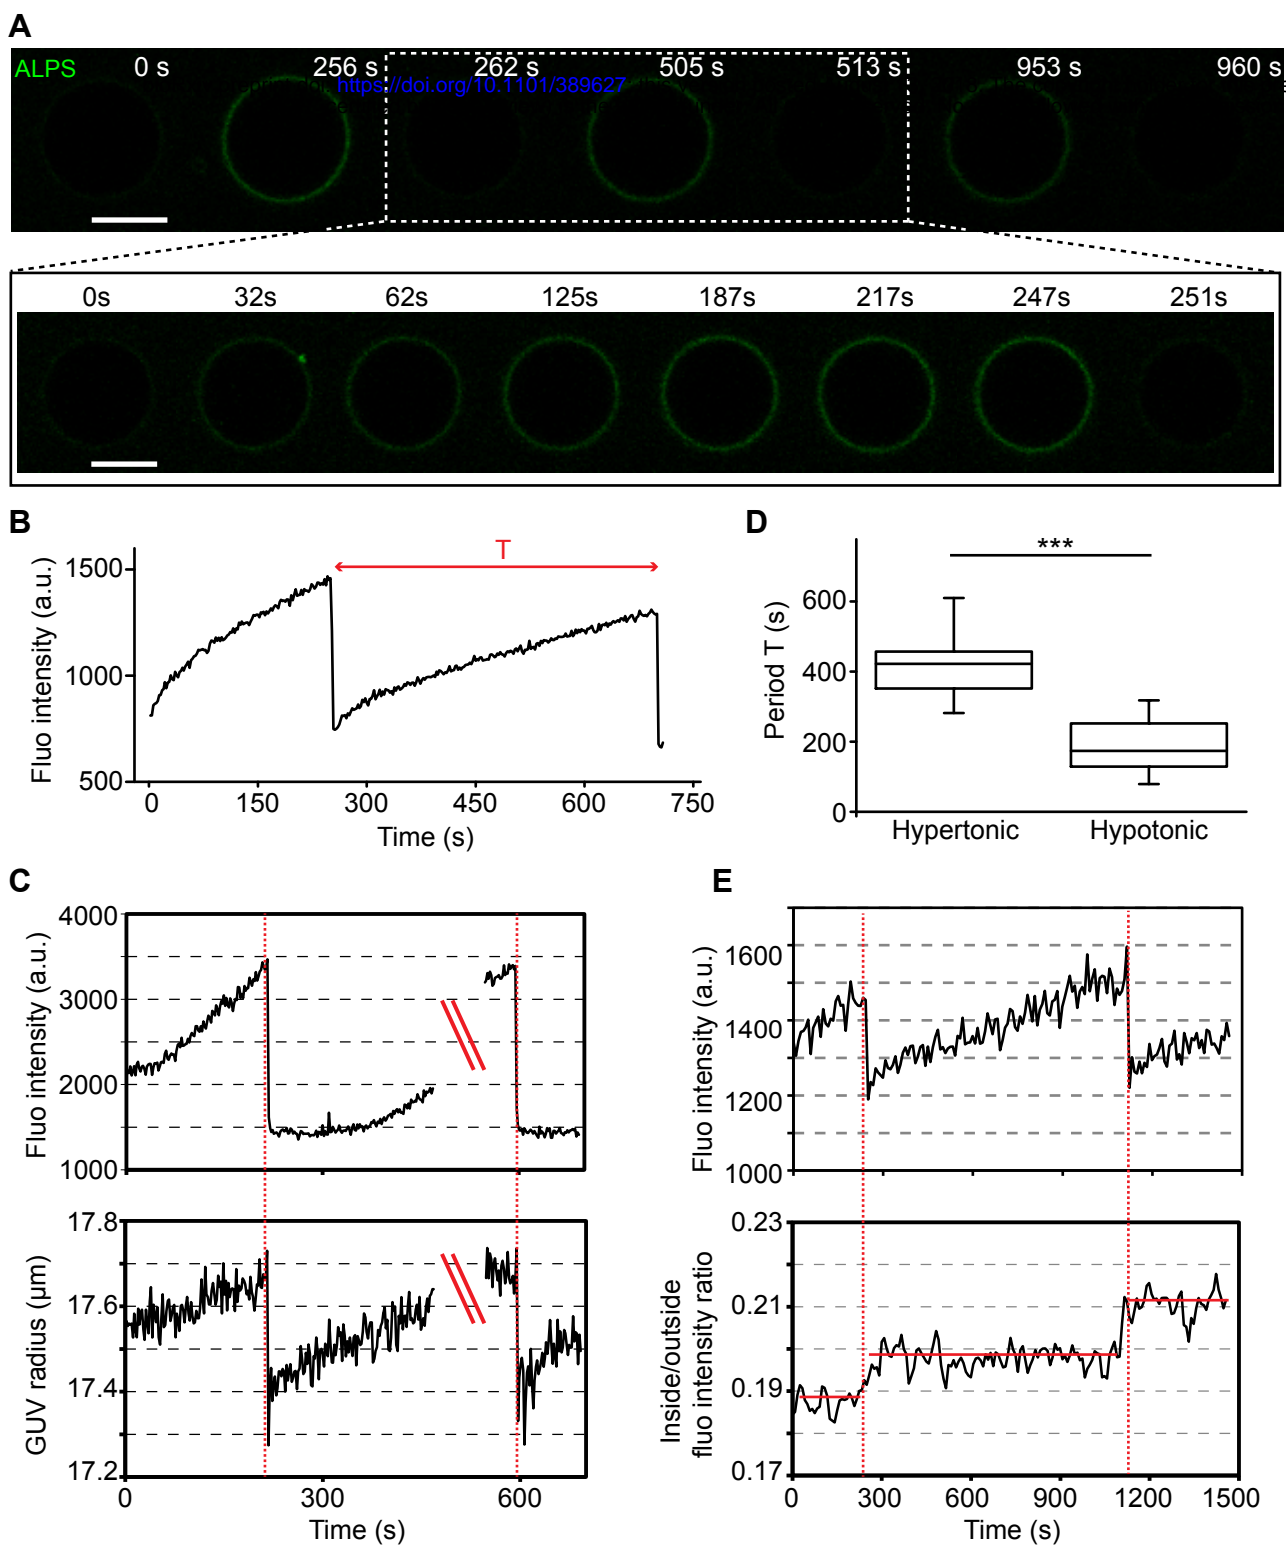 A
ALPS 0 s 256 s 262 s 505 s 513 s 953 s 960 s
https://doi.org/10.1101/389627
0s 32s 62s 125s 187s 217s 247s 251s
B
Fluo intensity (a.u.)
1500
1000
500
T
0 150 300 450 600 750
Time (s)
D
Period T (s)
600
400
200
0
***
Hypertonic Hypotonic
C
Fluo intensity (a.u.)
4000
3000
2000
1000
GUV radius (µm)
17.8
17.6
17.4
17.2
0 300 600
Time (s)
E
Fluo intensity (a.u.)
1600
1400
1200
1000
Inside/outside
fluo intensity ratio
0.23
0.21
0.19
0.17
0 300 600 900 1200 1500
Time (s)